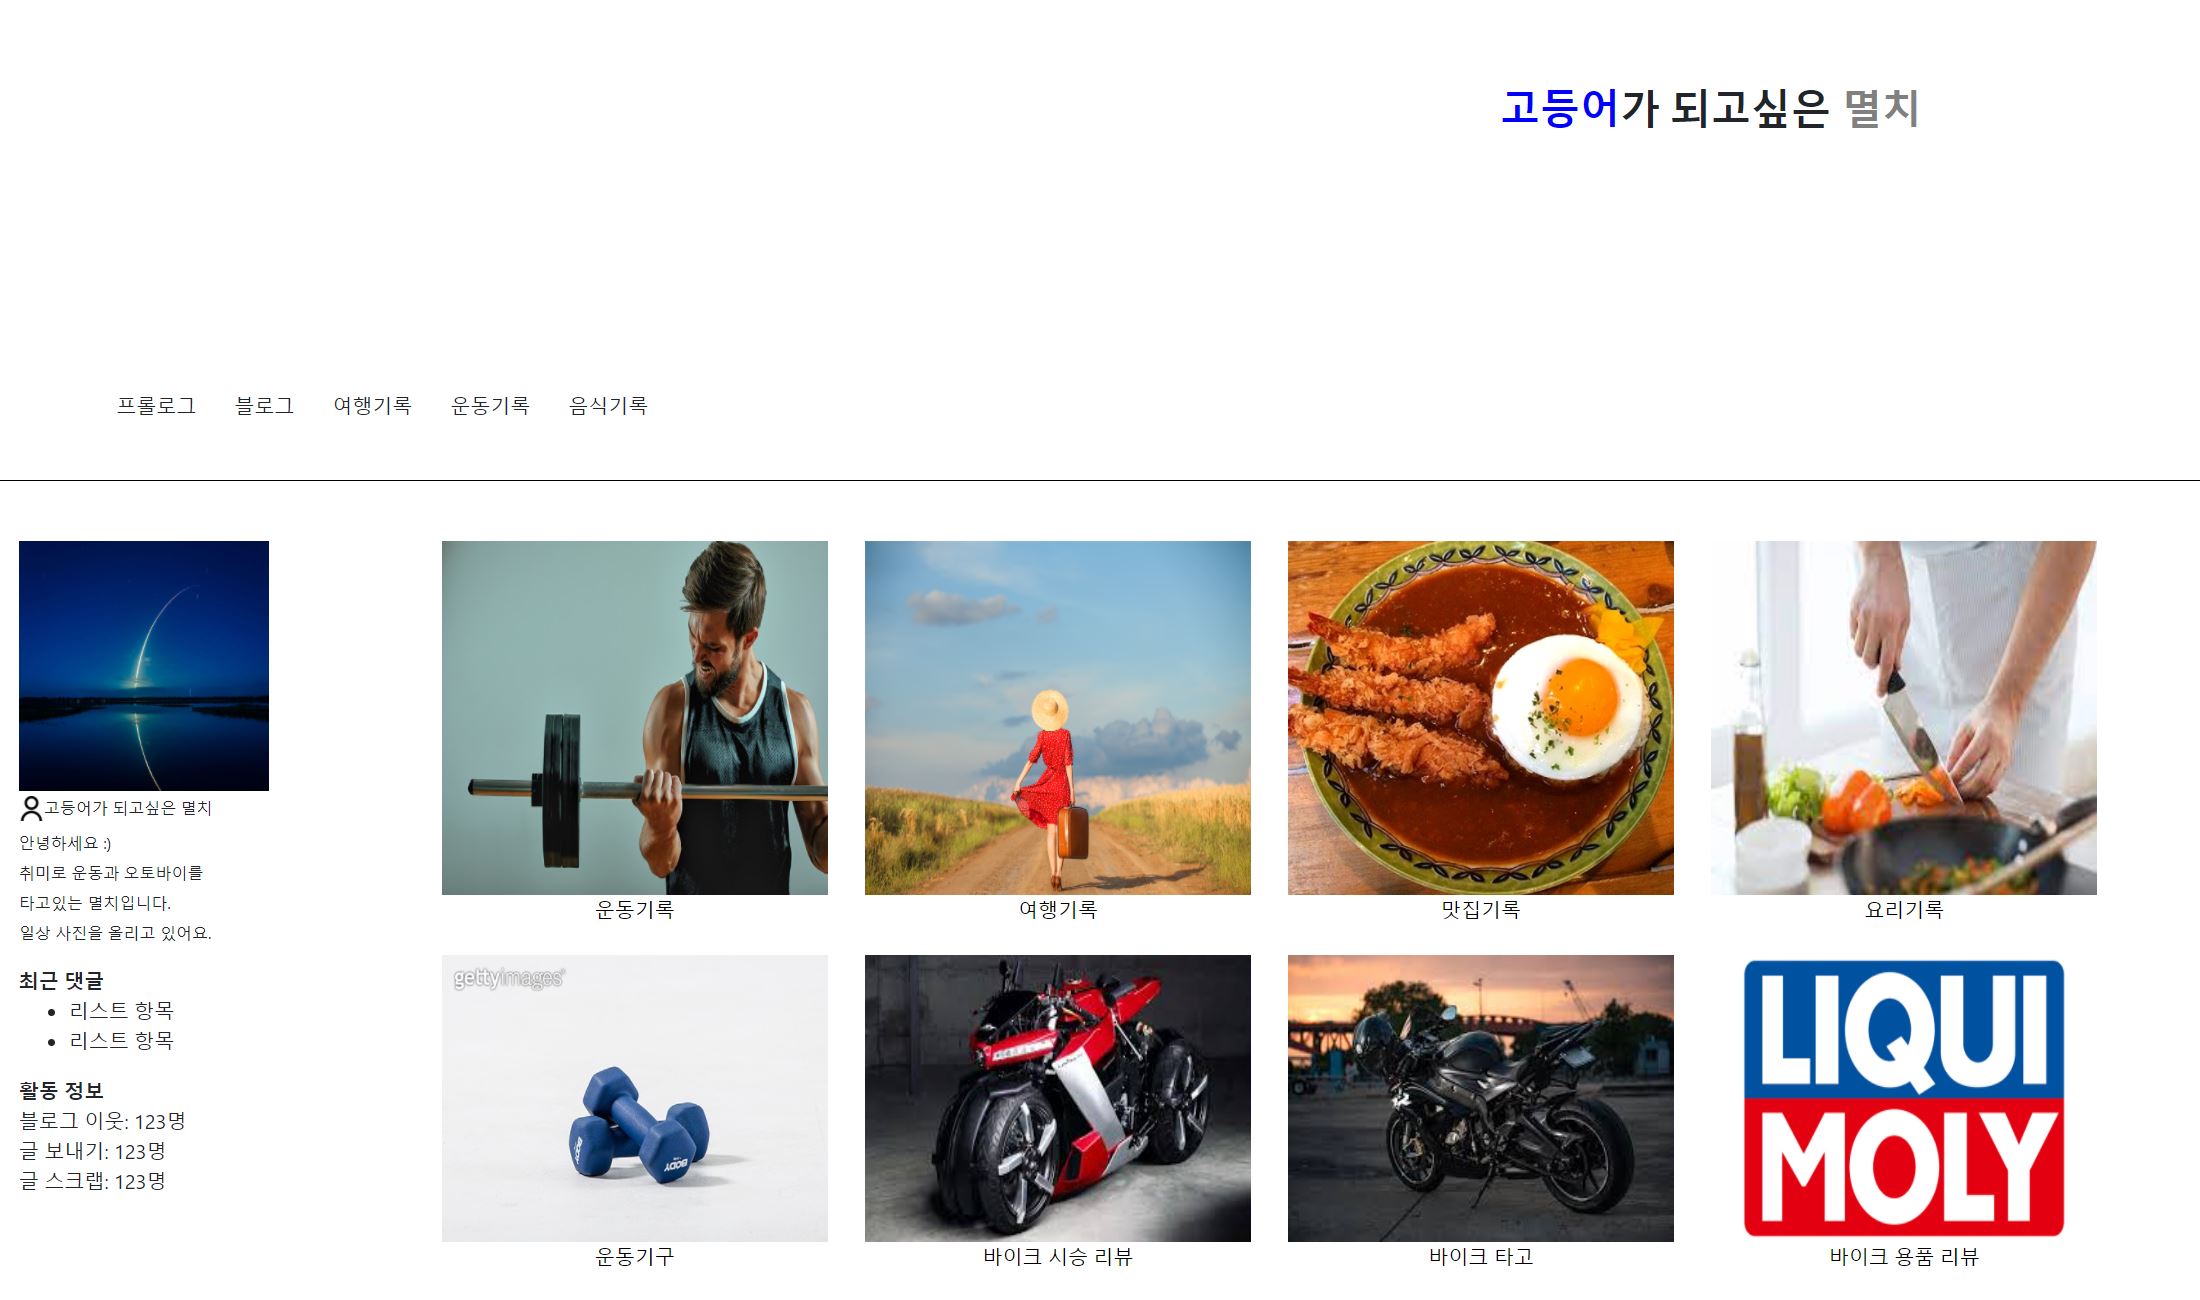 고등어가 되고싶은 멸치
프롤로그 블로그 여행기록 운동기록 음식기록
고등어가 되고싶은 멸치
안녕하세요 :)
취미로 운동과 오토바이를
타고있는 멸치입니다.
일상 사진을 올리고 있어요.
최근 댓글
리스트 항목
리스트 항목
활동 정보
블로그 이웃: 123명
글 보내기: 123명
글 스크랩: 123명
운동기록
여행기록
맛집기록
요리기록
gettyimages
BODY
BODY
운동기구
바이크 시승 리뷰
바이크 타고
LIQUI
MOLY
바이크 용품 리뷰